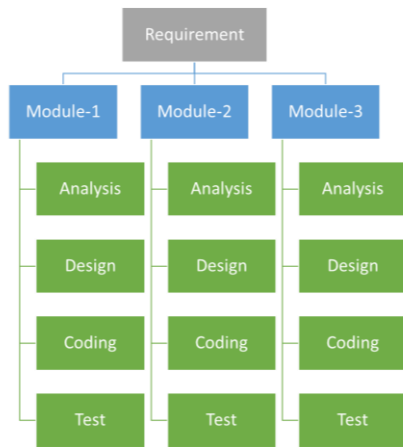 Requirement
Module-1
Module-2
Module-3
Analysis
Analysis
Analysis
Design
Design
Design
Coding
Coding
Coding
Test
Test
Test